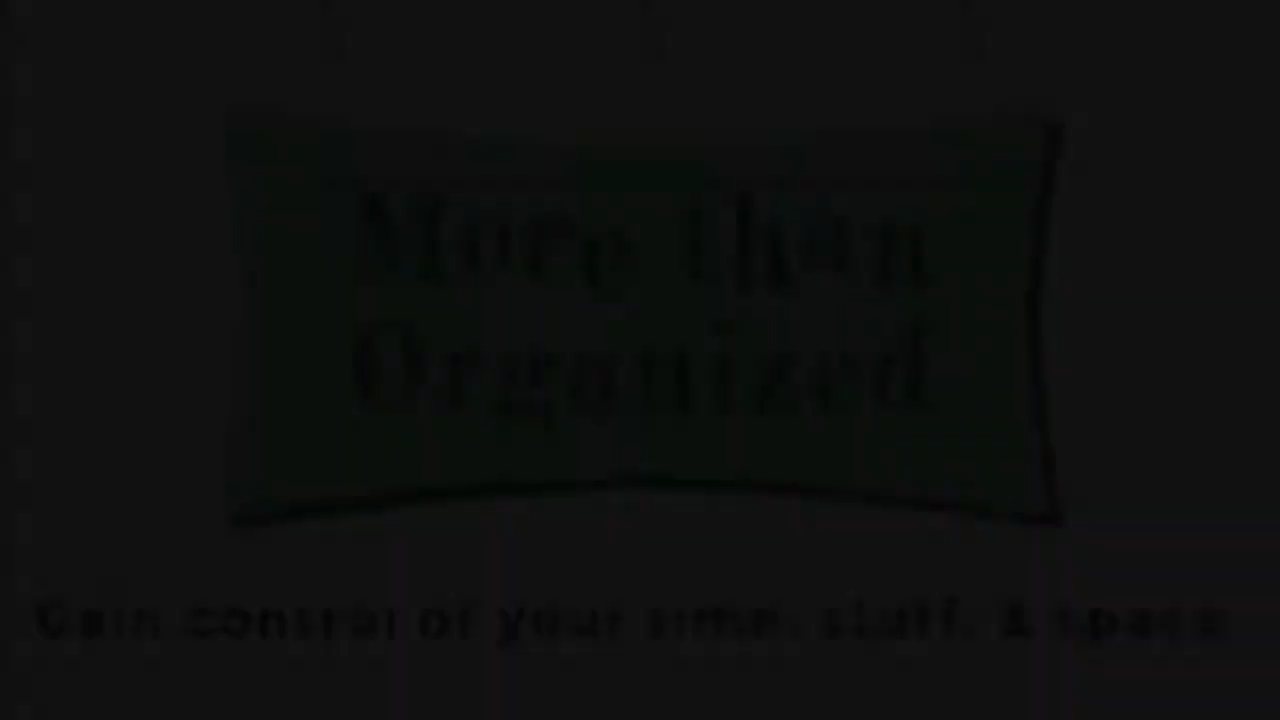 More than
Organized
Gain control of your time, stuff, & space